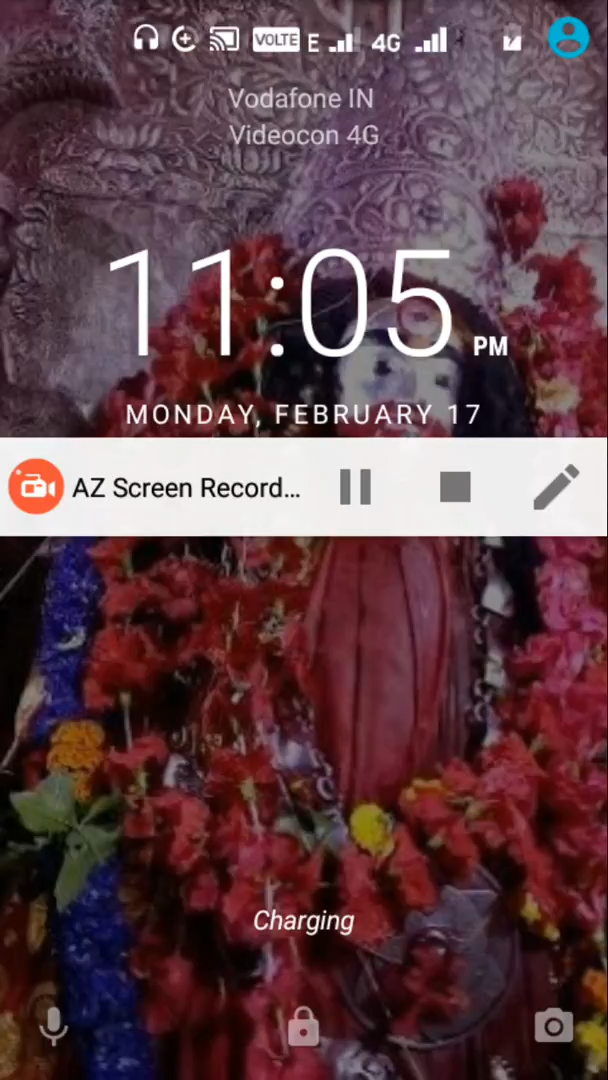 VOLTE E 4G
Vodafone IN
Videocon 4G
11:05 PM
MONDAY, FEBRUARY 17
AZ Screen Record...
Charging